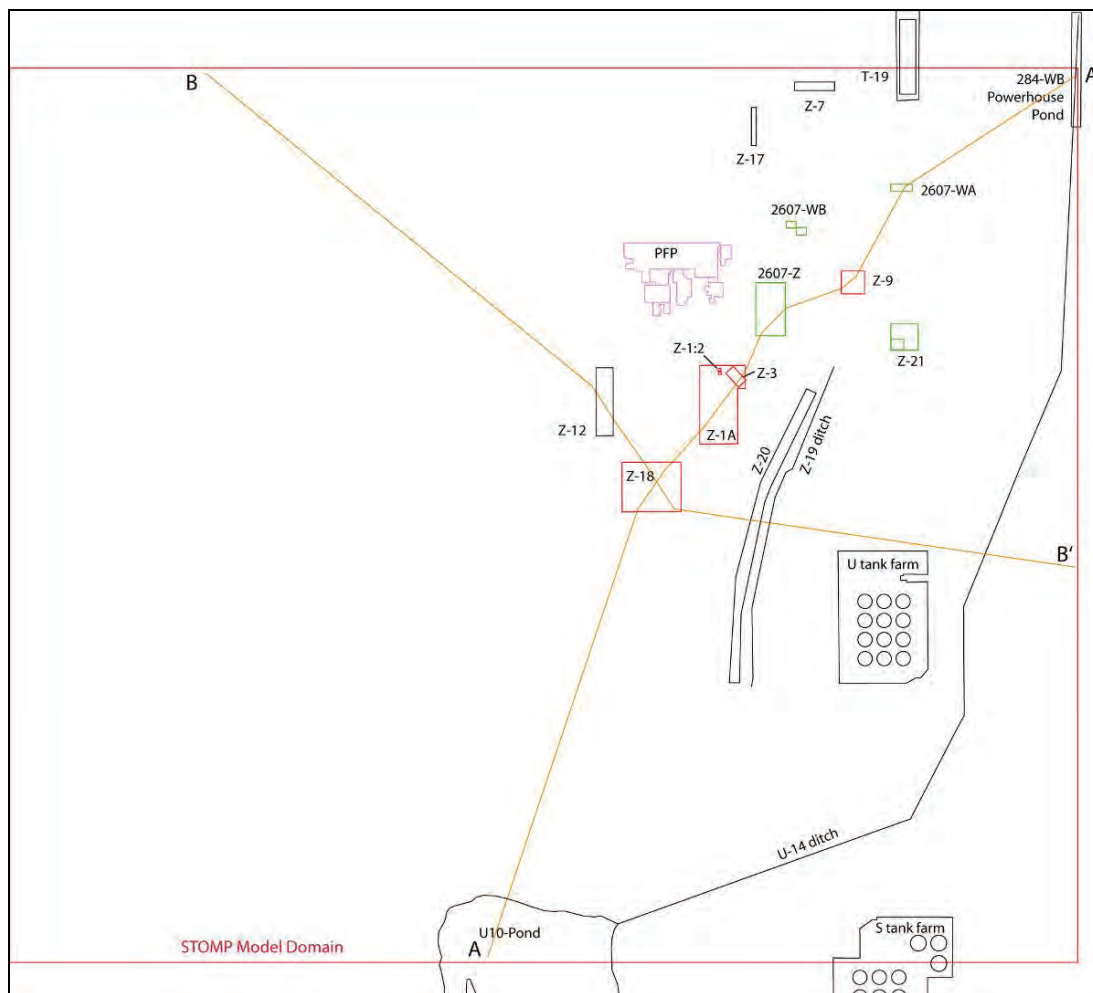 T-19
284-WB
Powerhouse
Pond
A
B
Z-7
Z-17
2607-WA
2607-WB
PFP
2607-Z
Z-9
Z-21
Z-1:2
Z-3
Z-12
Z-1A
Z-20
Z-19 ditch
Z-18
B'
U tank farm
U-14 ditch
U10-Pond
S tank farm
STOMP Model Domain
A